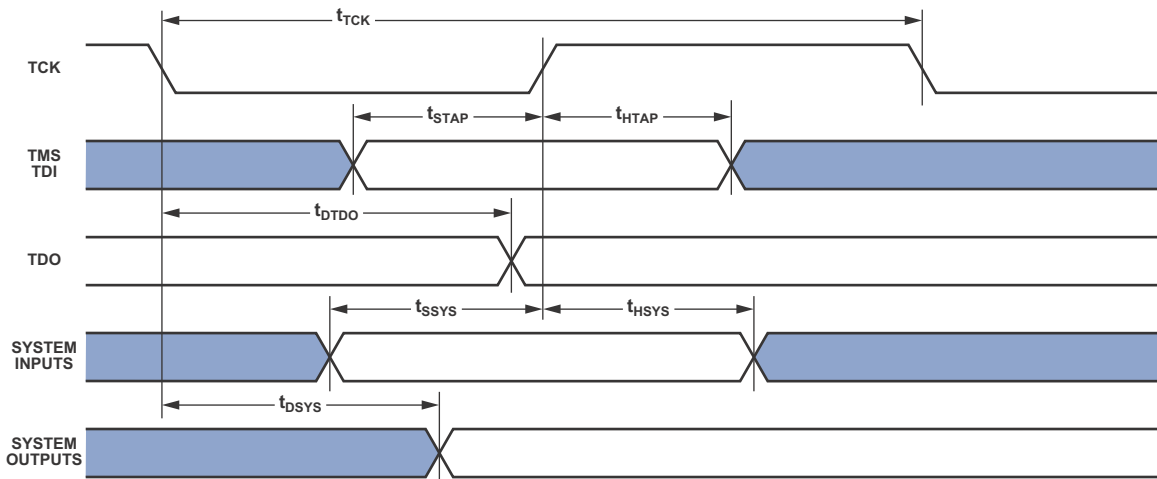 tTCK
TCK
tSTAP
tHTAP
TMS
TDI
tDTDO
TDO
tSSYS
tHSYS
SYSTEM
INPUTS
tDSYS
SYSTEM
OUTPUTS